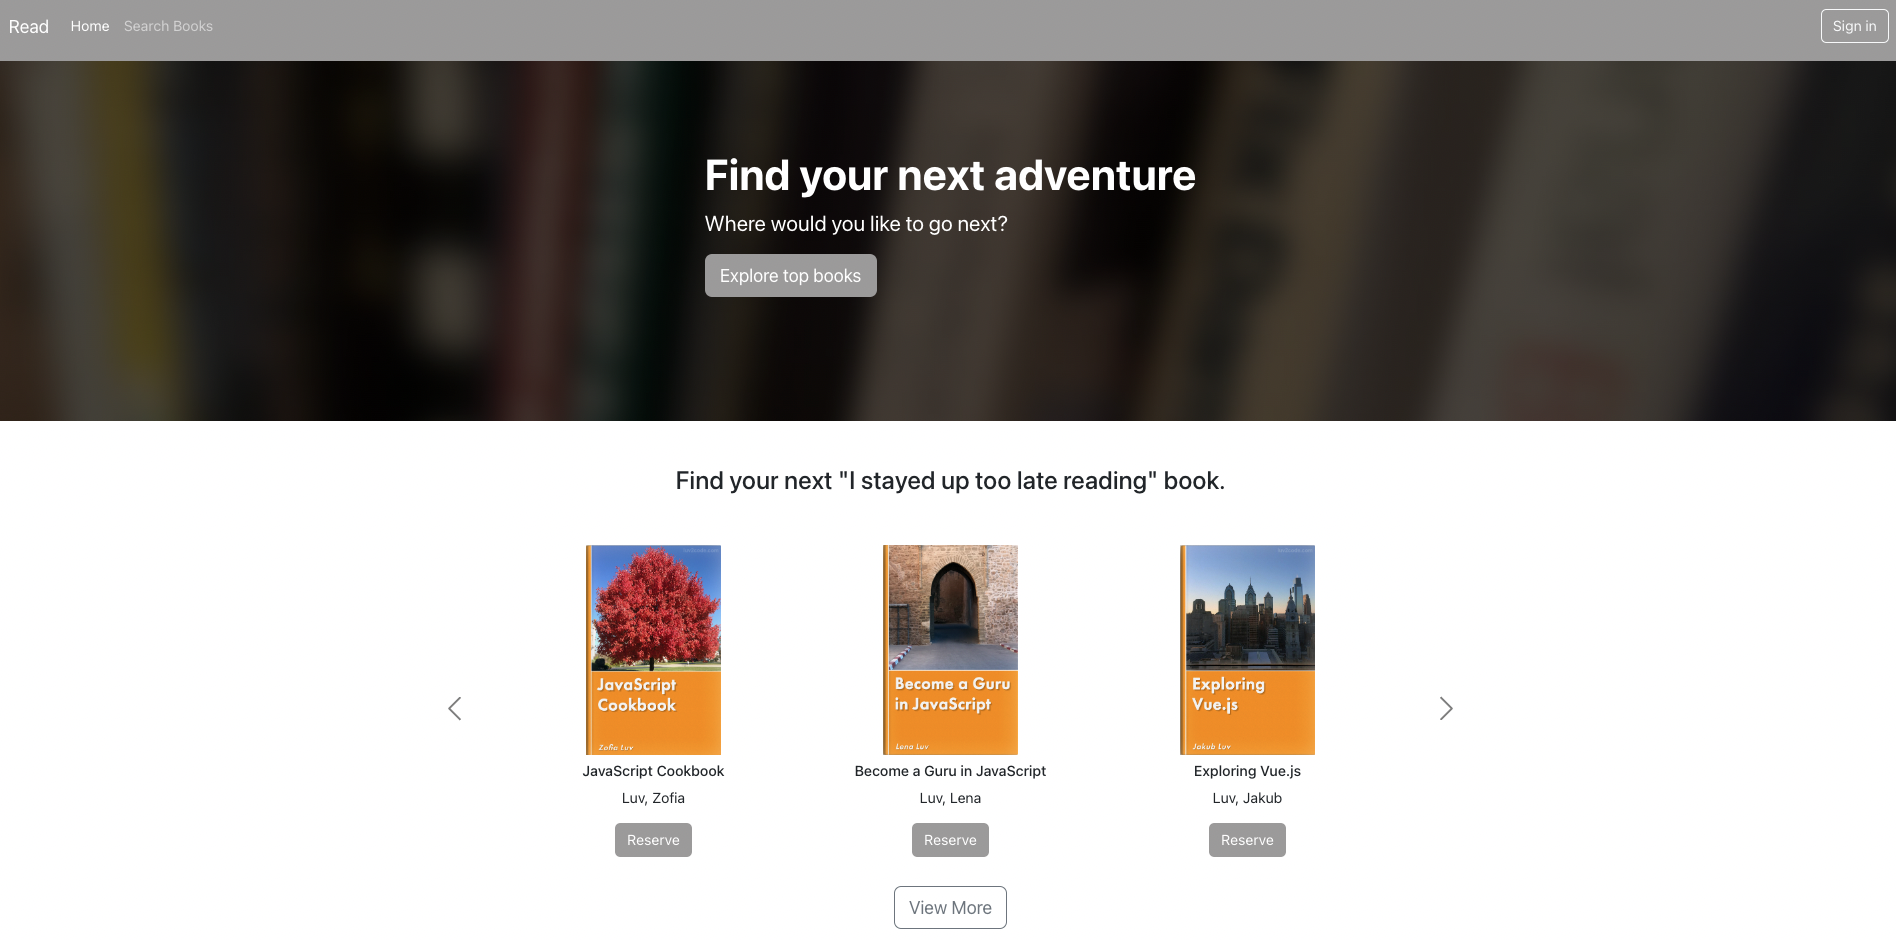 Read
Home
Search Books
Sign in
Find your next adventure
Where would you like to go next?
Explore top books
Find your next "I stayed up too late reading" book.
JavaScript
Cookbook
Zofia Luv
Become a Guru
in JavaScript
Lena Luv
Exploring
Vue.js
Jakub Luv
JavaScript Cookbook
Luv, Zofia
Reserve
Become a Guru in JavaScript
Luv, Lena
Reserve
Exploring Vue.js
Luv, Jakub
Reserve
View More